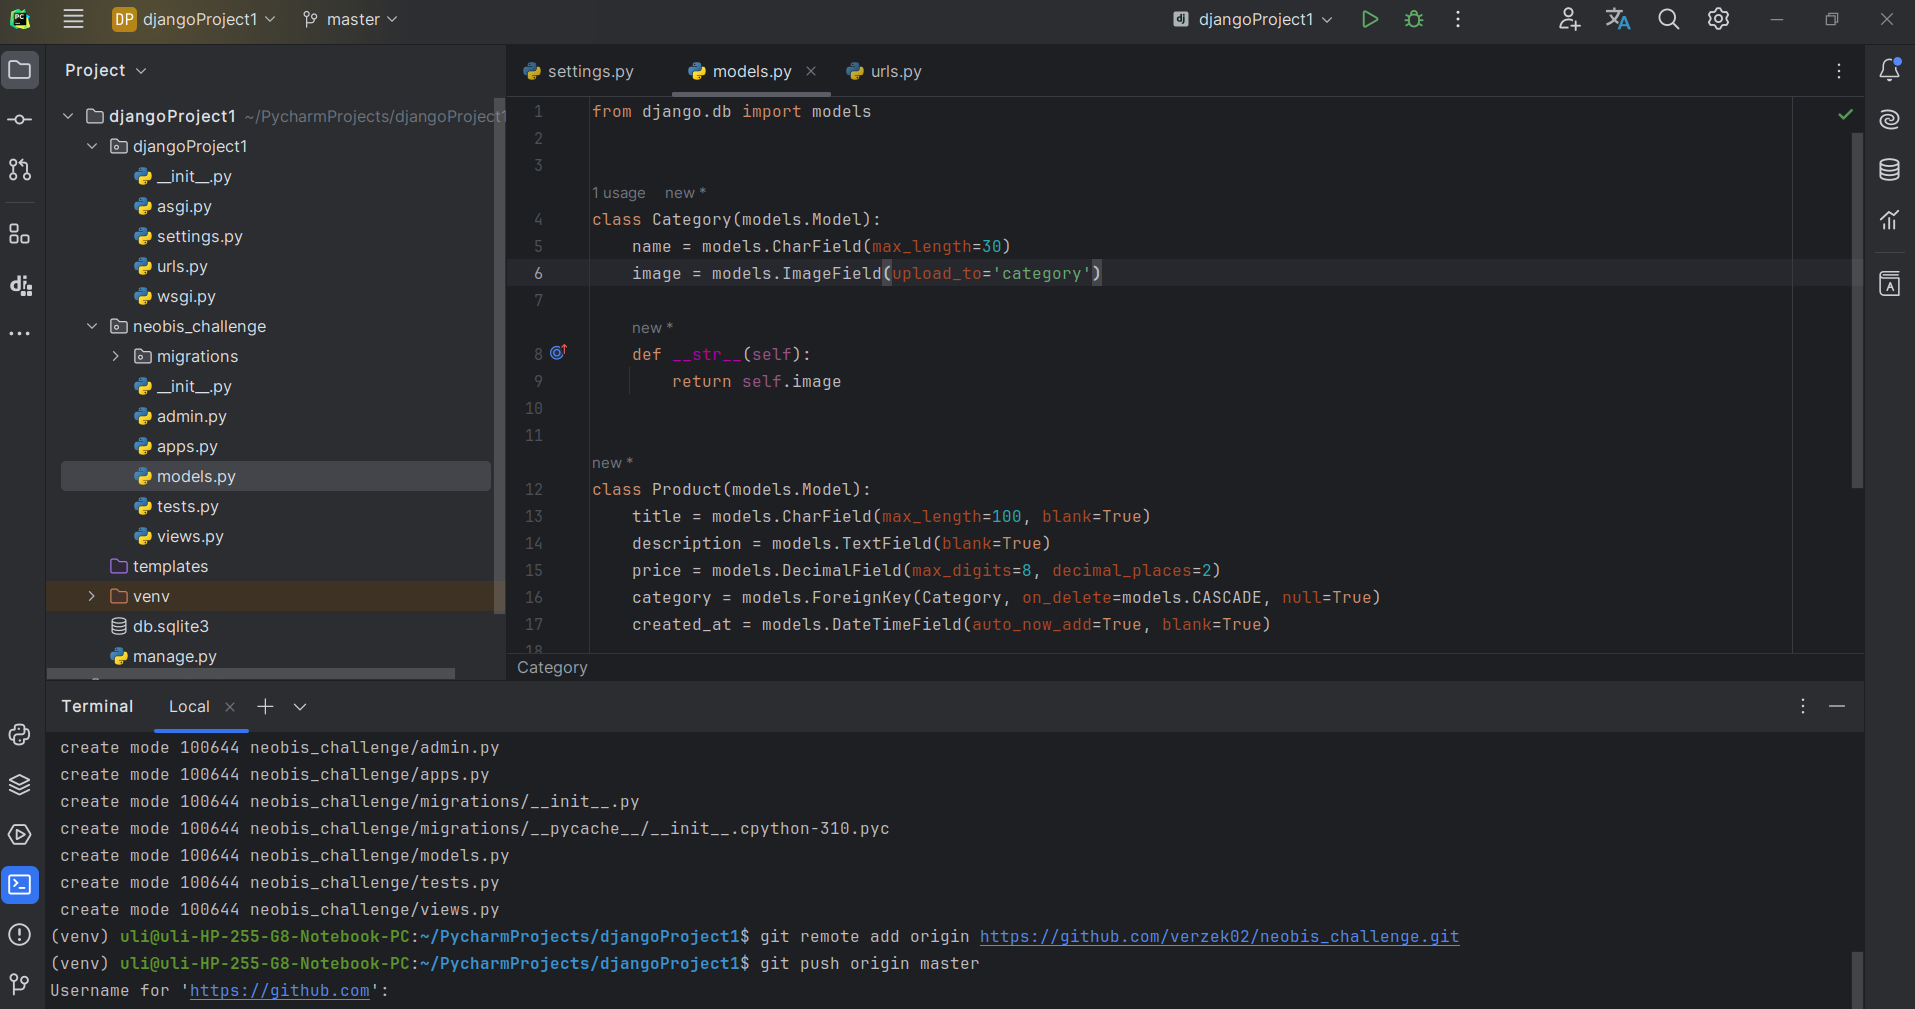 DP djangoProject1 master djangoProject1
Project
djangoProject1 ~/PycharmProjects/djangoProject1
djangoProject1
__init__.py
asgi.py
settings.py
urls.py
wsgi.py
neobis_challenge
migrations
__init__.py
admin.py
apps.py
models.py
tests.py
views.py
templates
venv
db.sqlite3
manage.py
settings.py models.py urls.py
1 from django.db import models
2
3
1 usage new *
4 class Category(models.Model):
5 name = models.CharField(max_length=30)
6 image = models.ImageField(upload_to='category')
7
new *
8 def __str__(self):
9 return self.image
10
11
new *
12 class Product(models.Model):
13 title = models.CharField(max_length=100, blank=True)
14 description = models.TextField(blank=True)
15 price = models.DecimalField(max_digits=8, decimal_places=2)
16 category = models.ForeignKey(Category, on_delete=models.CASCADE, null=True)
17 created_at = models.DateTimeField(auto_now_add=True, blank=True)
18
Category
Terminal Local
create mode 100644 neobis_challenge/admin.py
create mode 100644 neobis_challenge/apps.py
create mode 100644 neobis_challenge/migrations/__init__.py
create mode 100644 neobis_challenge/migrations/__pycache__/__init__.cpython-310.pyc
create mode 100644 neobis_challenge/models.py
create mode 100644 neobis_challenge/tests.py
create mode 100644 neobis_challenge/views.py
(venv) uli@uli-HP-255-G8-Notebook-PC:~/PycharmProjects/djangoProject1$ git remote add origin https://github.com/verzek02/neobis_challenge.git
(venv) uli@uli-HP-255-G8-Notebook-PC:~/PycharmProjects/djangoProject1$ git push origin master
Username for 'https://github.com':